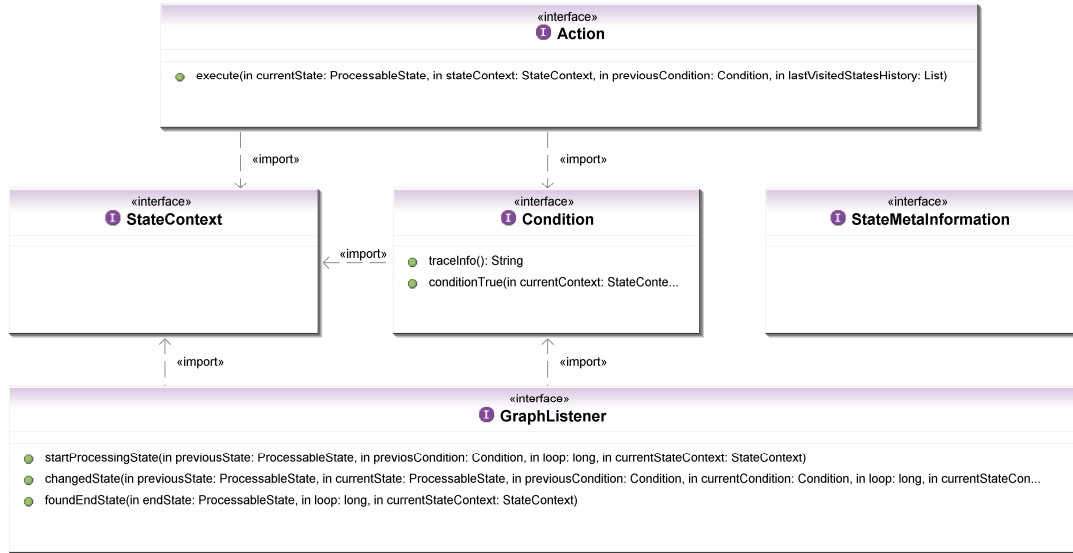 «interface»
I Action
execute(in currentState: ProcessableState, in stateContext: StateContext, in previousCondition: Condition, in lastVisitedStatesHistory: List)
«import»
«import»
«interface»
I StateContext
«interface»
I Condition
traceInfo(): String
conditionTrue(in currentContext: StateConte...
«interface»
I StateMetaInformation
«import»
«import»
«import»
«interface»
I GraphListener
startProcessingState(in previousState: ProcessableState, in previosCondition: Condition, in loop: long, in currentStateContext: StateContext)
changedState(in previousState: ProcessableState, in currentState: ProcessableState, in previousCondition: Condition, in currentCondition: Condition, in loop: long, in currentStateCon...
foundEndState(in endState: ProcessableState, in loop: long, in currentStateContext: StateContext)